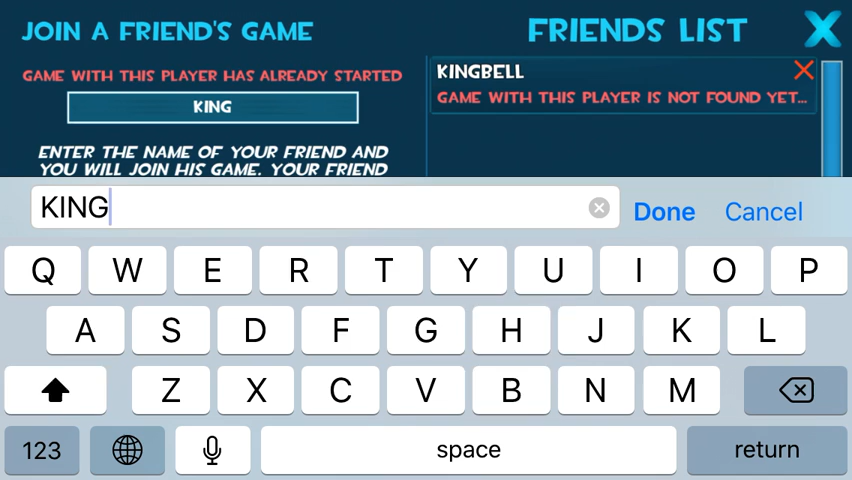 JOIN A FRIEND'S GAME
GAME WITH THIS PLAYER HAS ALREADY STARTED
KING
ENTER THE NAME OF YOUR FRIEND AND
YOU WILL JOIN HIS GAME. YOUR FRIEND
FRIENDS LIST
KINGBELL
GAME WITH THIS PLAYER IS NOT FOUND YET...
KING
Done Cancel
Q W E R T Y U I O P
A S D F G H J K L
Z X C V B N M
123 space return